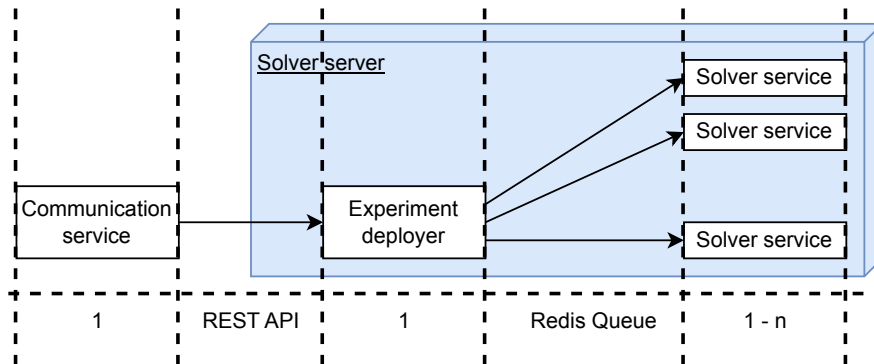 Solver server
Solver service
Solver service
Communication
service
Experiment
deployer
Solver service
1
REST API
1
Redis Queue
1 - n